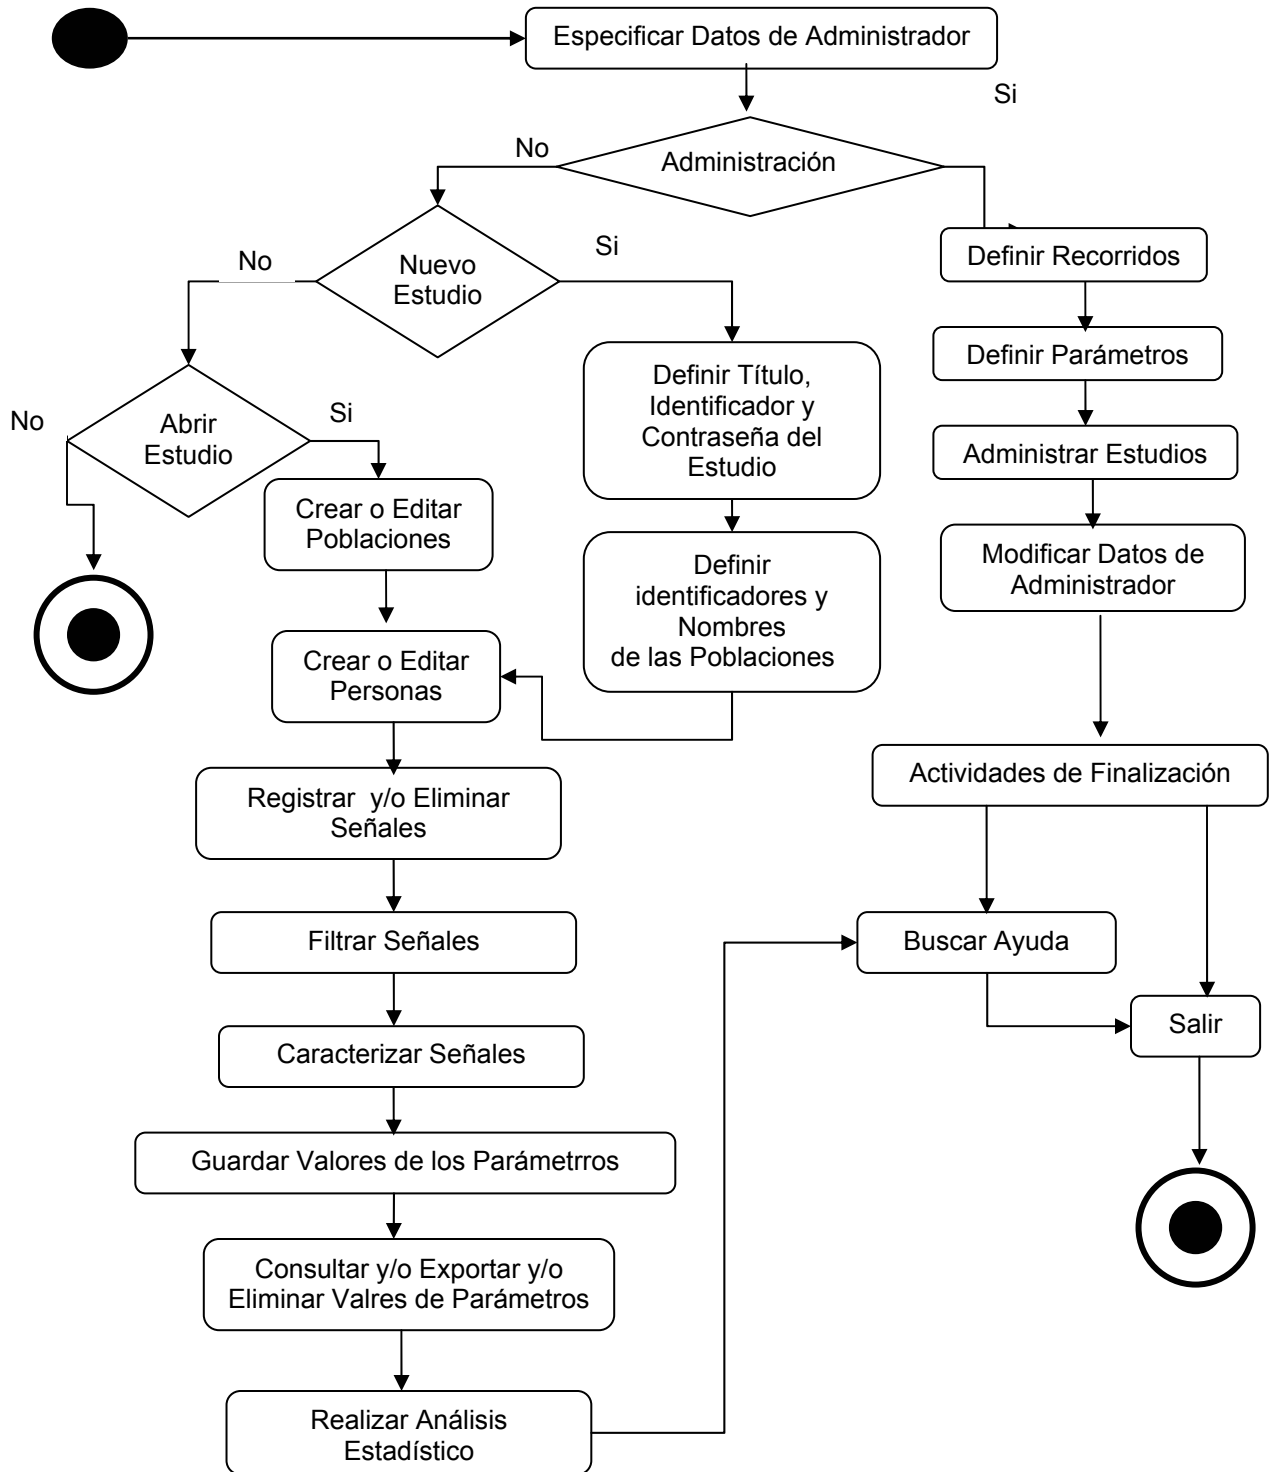 Especificar Datos de Administrador
Si
No
Administración
No
Nuevo
Estudio
Si
Definir Recorridos
Definir Parámetros
Administrar Estudios
Modificar Datos de
Administrador
Definir Título,
Identificador y
Contraseña del
Estudio
No
Abrir
Estudio
Si
Crear o Editar
Poblaciones
Definir
identificadores y
Nombres
de las Poblaciones
Crear o Editar
Personas
Registrar y/o Eliminar
Señales
Actividades de Finalización
Filtrar Señales
Buscar Ayuda
Salir
Caracterizar Señales
Guardar Valores de los Parámetrros
Consultar y/o Exportar y/o
Eliminar Valres de Parámetros
Realizar Análisis
Estadístico